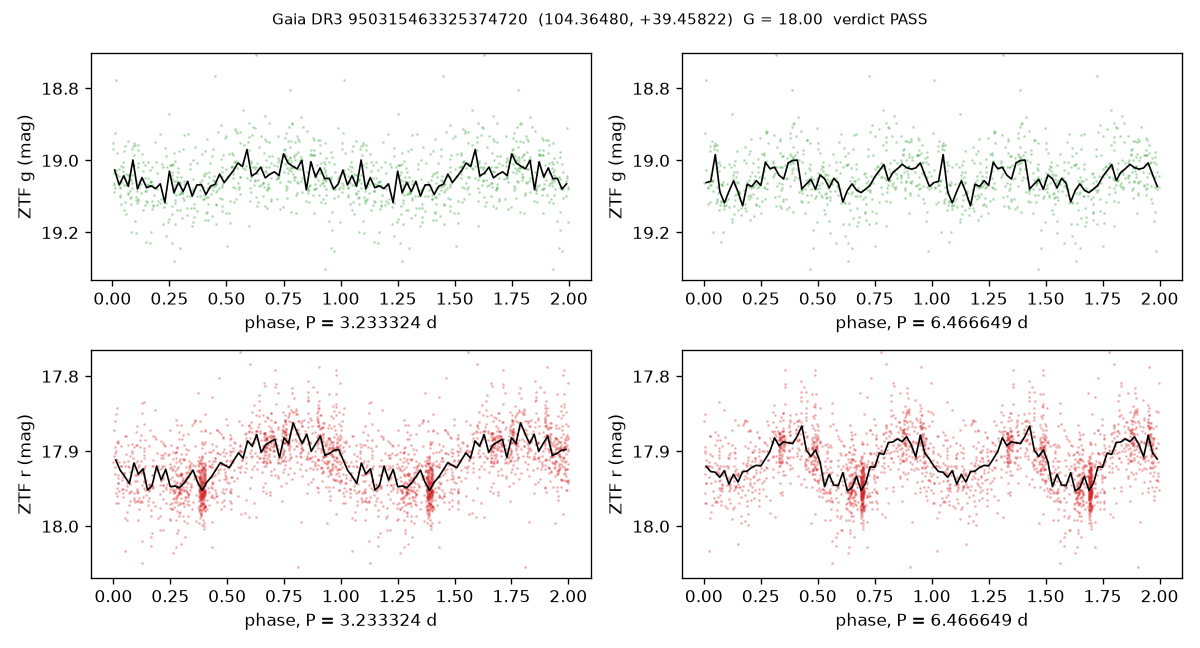 Gaia DR3 950315463325374720 (104.36480, +39.45822) G = 18.00 verdict PASS
ZTF g (mag)
18.8
19.0
19.2
0.00 0.25 0.50 0.75 1.00 1.25 1.50 1.75 2.00
phase, P = 3.233324 d
ZTF g (mag)
18.8
19.0
19.2
0.00 0.25 0.50 0.75 1.00 1.25 1.50 1.75 2.00
phase, P = 6.466649 d
ZTF r (mag)
17.8
17.9
18.0
0.00 0.25 0.50 0.75 1.00 1.25 1.50 1.75 2.00
phase, P = 3.233324 d
ZTF r (mag)
17.8
17.9
18.0
0.00 0.25 0.50 0.75 1.00 1.25 1.50 1.75 2.00
phase, P = 6.466649 d